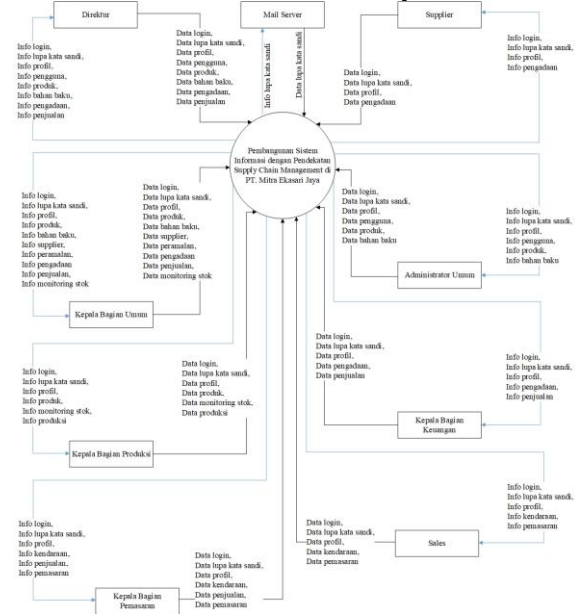 Direktur
Mail Server
Supplier
Info login,
Info lupa kata sandi,
Info profil,
Info pengguna,
Info produk,
Info bahan baku,
Info pengadaan,
Info penjualan
Data login,
Data lupa kata sandi,
Data profil,
Data pengguna,
Data produk,
Data bahan baku,
Data pengadaan,
Data penjualan
Info lupa kata sandi
Data lupa kata sandi
Data login,
Data lupa kata sandi,
Data profil,
Data pengadaan
Info login,
Info lupa kata sandi,
Info profil,
Info pengadaan
Pembangunan Sistem
Informasi dengan Pendekatan
Supply Chain Management di
PT. Mitra Ekasari Jaya
Info login,
Info lupa kata sandi,
Info profil,
Info produk,
Info bahan baku,
Info supplier,
Info peramalan,
Info pengadaan
Info penjualan,
Info monitoring stok
Data login,
Data lupa kata sandi,
Data profil,
Data produk,
Data bahan baku,
Data supplier,
Data peramalan,
Data pengadaan
Data penjualan,
Data monitoring stok
Kepala Bagian Umum
Data login,
Data lupa kata sandi,
Data profil,
Data pengguna,
Data produk,
Data bahan baku
Info login,
Info lupa kata sandi,
Info profil,
Info pengguna,
Info produk,
Info bahan baku
Administrator Umum
Info login,
Info lupa kata sandi,
Info profil,
Info produk,
Info monitoring stok,
Info produksi
Data login,
Data lupa kata sandi,
Data profil,
Data produk,
Data monitoring stok,
Data produksi
Kepala Bagian Produksi
Data login,
Data lupa kata sandi,
Data profil,
Data pengadaan,
Data penjualan
Info login,
Info lupa kata sandi,
Info profil,
Info pengadaan,
Info penjualan
Kepala Bagian
Keuangan
Info login,
Info lupa kata sandi,
Info profil,
Info kendaraan,
Info penjualan,
Info pemasaran
Data login,
Data lupa kata sandi,
Data profil,
Data kendaraan,
Data penjualan,
Data pemasaran
Kepala Bagian
Pemasaran
Data login,
Data lupa kata sandi,
Data profil,
Data kendaraan,
Data pemasaran
Info login,
Info lupa kata sandi,
Info profil,
Info kendaraan,
Info pemasaran
Sales